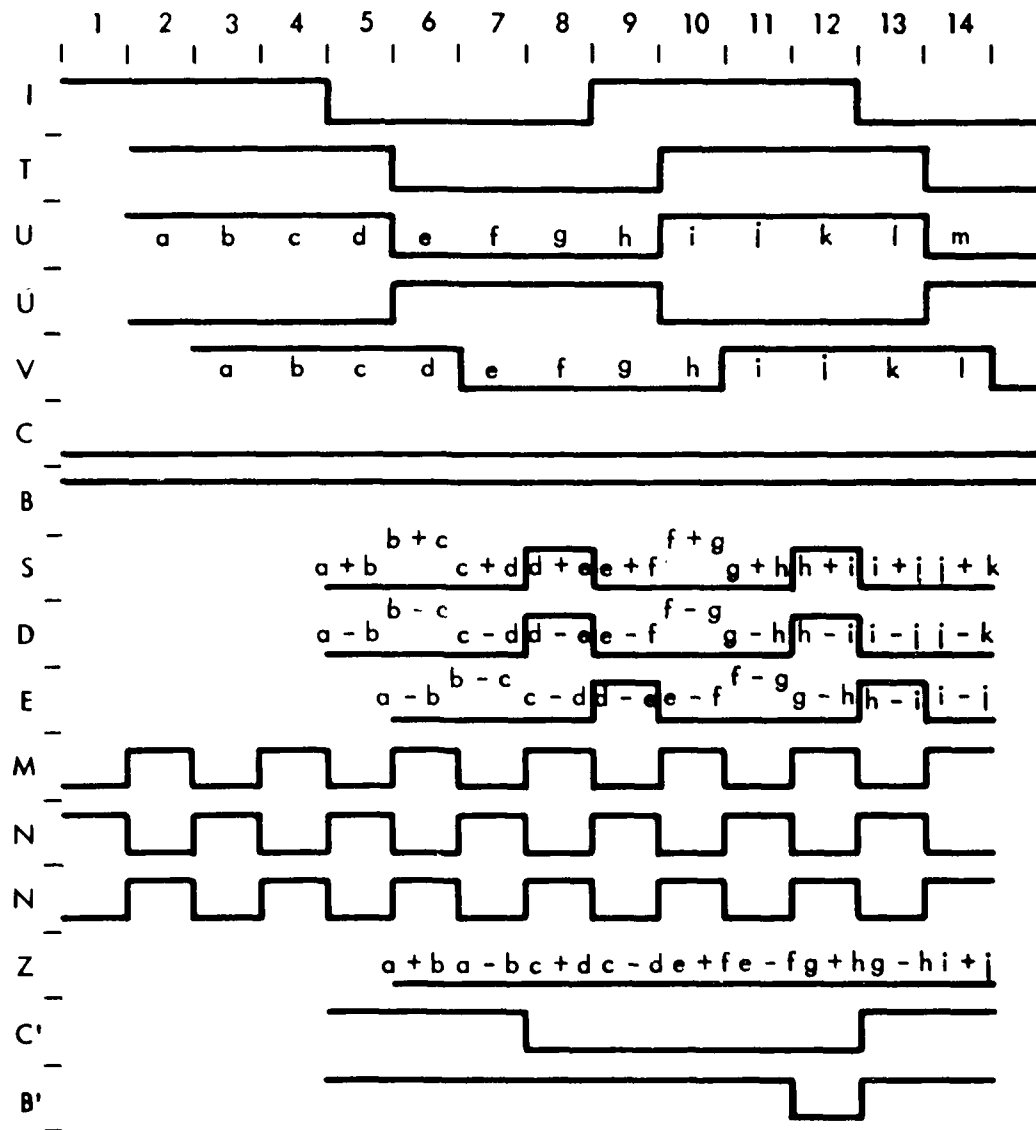 1 2 3 4 5 6 7 8 9 10 11 12 13 14
I
T
U a b c d e f g h i j k l m
Ú
V a b c d e f g h i j k l
C
B
S a + b b + c c + d d + e e + f f + g g + h h + i i + j j + k
D a - b b - c c - d d - e e - f f - g g - h h - i i - j j - k
E a - b b - c c - d d - e e - f f - g g - h h - i i - j
M
N
N
Z a + b a - b c + d c - d e + f e - f g + h g - h i + j
C'
B'